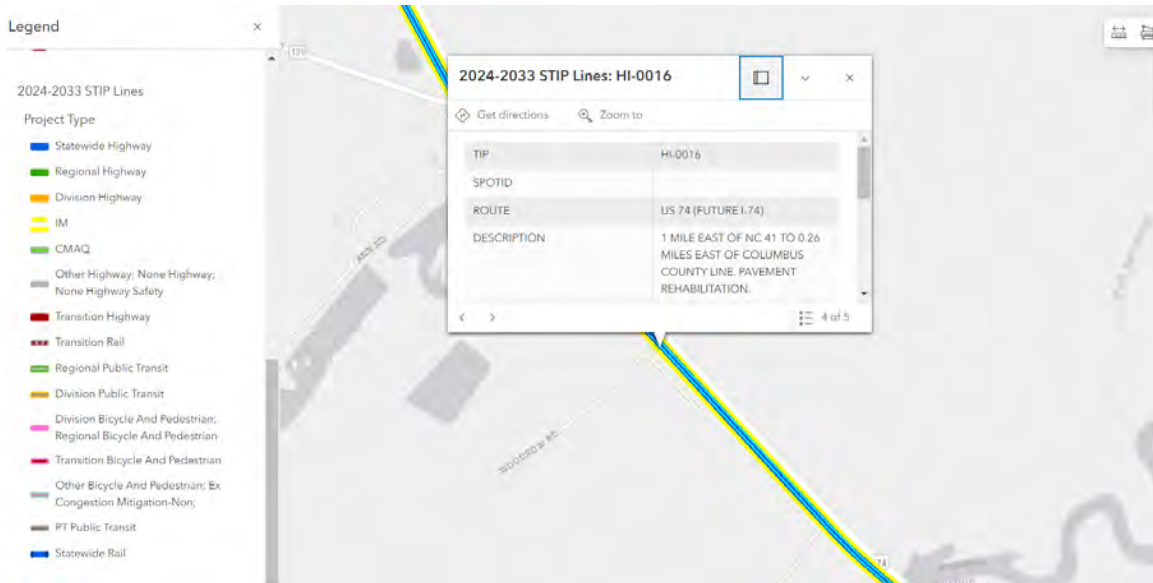 Legend
2024-2033 STIP Lines
Project Type
Statewide Highway
Regional Highway
Division Highway
IM
CMAQ
Other Highway; None Highway;
None Highway Safety
Transition Highway
Transition Rail
Regional Public Transit
Division Public Transit
Division Bicycle And Pedestrian;
Regional Bicycle And Pedestrian
Transition Bicycle And Pedestrian
Other Bicycle And Pedestrian; Ex
Congestion Mitigation-Non;
PT Public Transit
Statewide Rail
2024-2033 STIP Lines: HI-0016
Get directions Zoom to
TIP HI-0016
SPOTID
ROUTE US 74 (FUTURE I-74)
DESCRIPTION 1 MILE EAST OF NC 41 TO 0.26
MILES EAST OF COLUMBUS
COUNTY LINE. PAVEMENT
REHABILITATION.
4 of 5
WOODROW RD
74